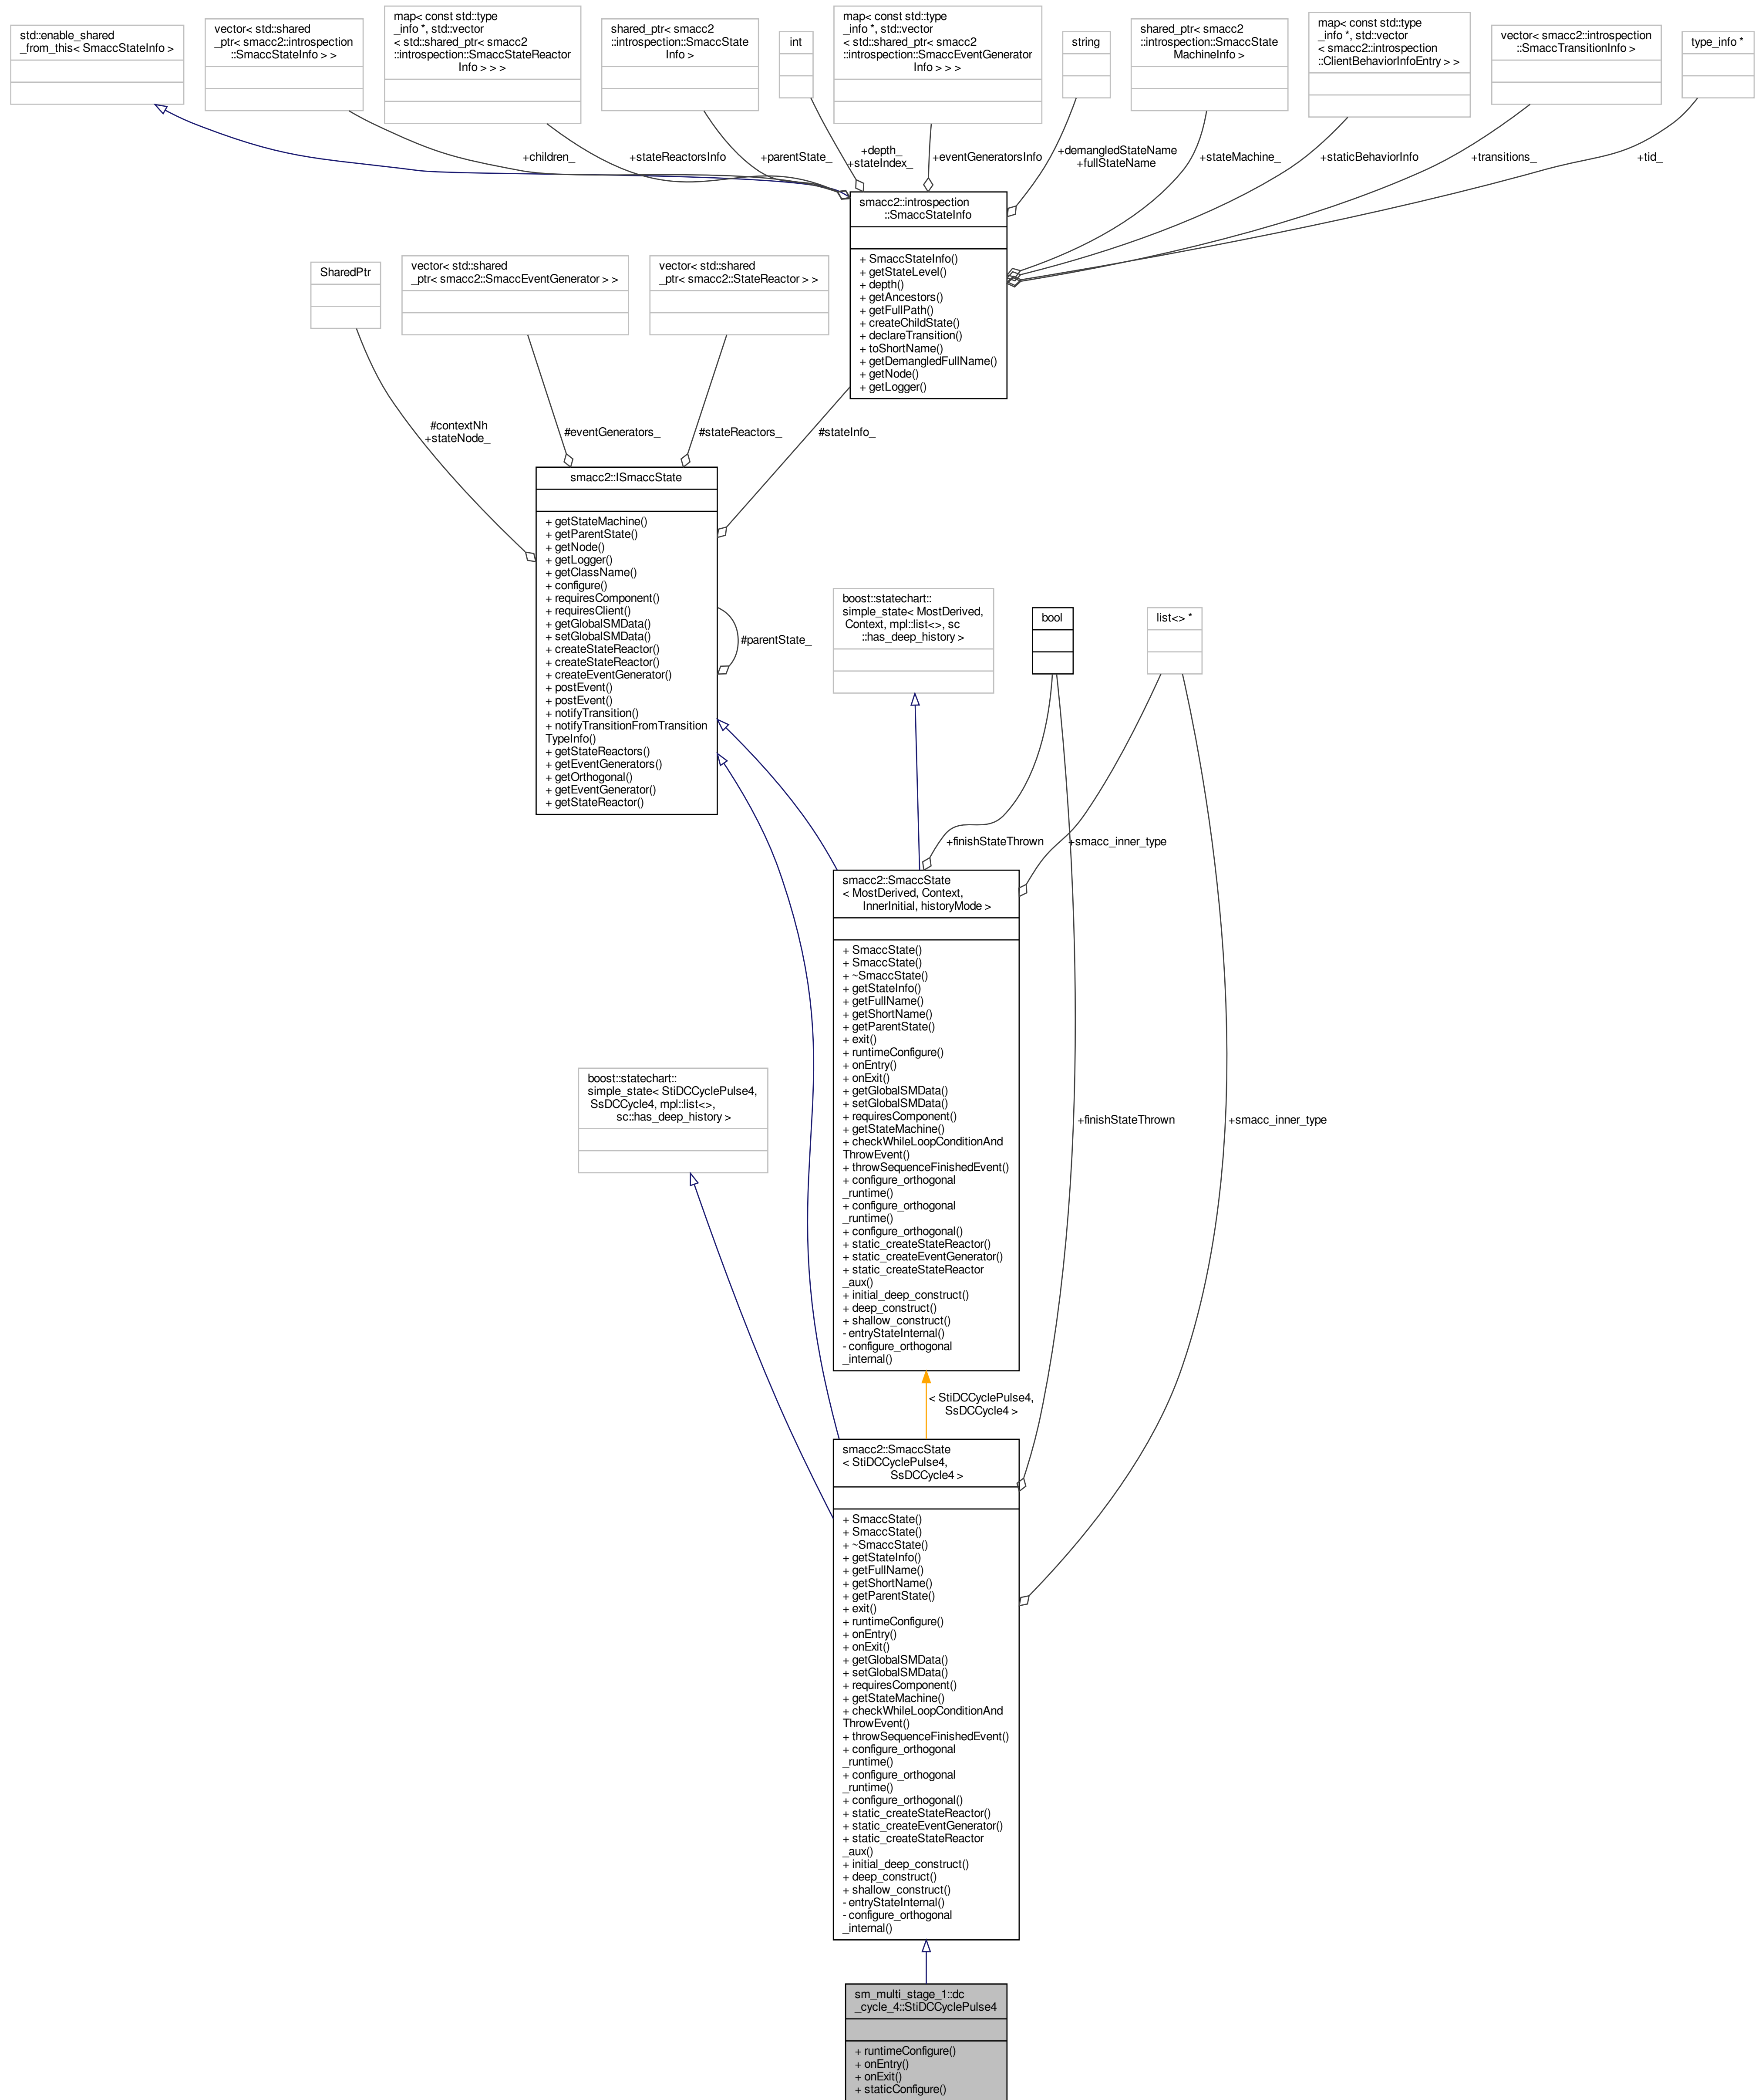 std::enable_shared
_from_this< SmaccStateInfo >
vector< std::shared
_ptr< smacc2::introspection
::SmaccStateInfo > >
map< const std::type
_info *, std::vector
< std::shared_ptr< smacc2
::introspection::SmaccStateReactor
Info > > >
shared_ptr< smacc2
::introspection::SmaccState
Info >
int
map< const std::type
_info *, std::vector
< std::shared_ptr< smacc2
::introspection::SmaccEventGenerator
Info > > >
string
shared_ptr< smacc2
::introspection::SmaccState
MachineInfo >
map< const std::type
_info *, std::vector
< smacc2::introspection
::ClientBehaviorInfoEntry > >
vector< smacc2::introspection
::SmaccTransitionInfo >
type_info *
+children_
+stateReactorsInfo
+parentState_
+depth_
+stateIndex_
+eventGeneratorsInfo
+demangledStateName
+fullStateName
+stateMachine_
+staticBehaviorInfo
+transitions_
+tid_
smacc2::introspection
::SmaccStateInfo
+ SmaccStateInfo()
+ getStateLevel()
+ depth()
+ getAncestors()
+ getFullPath()
+ createChildState()
+ declareTransition()
+ toShortName()
+ getDemangledFullName()
+ getNode()
+ getLogger()
SharedPtr
vector< std::shared
_ptr< smacc2::SmaccEventGenerator > >
vector< std::shared
_ptr< smacc2::StateReactor > >
#contextNh
+stateNode_
#eventGenerators_
#stateReactors_
#stateInfo_
smacc2::ISmaccState
+ getStateMachine()
+ getParentState()
+ getNode()
+ getLogger()
+ getClassName()
+ configure()
+ requiresComponent()
+ requiresClient()
+ getGlobalSMData()
+ setGlobalSMData()
+ createStateReactor()
+ createStateReactor()
+ createEventGenerator()
+ postEvent()
+ postEvent()
+ notifyTransition()
+ notifyTransitionFromTransition
TypeInfo()
+ getStateReactors()
+ getEventGenerators()
+ getOrthogonal()
+ getEventGenerator()
+ getStateReactor()
#parentState_
boost::statechart::
simple_state< MostDerived,
Context, mpl::list<>, sc
::has_deep_history >
bool
list<> *
+finishStateThrown
+smacc_inner_type
smacc2::SmaccState
< MostDerived, Context,
InnerInitial, historyMode >
+ SmaccState()
+ SmaccState()
+ ~SmaccState()
+ getStateInfo()
+ getFullName()
+ getShortName()
+ getParentState()
+ exit()
+ runtimeConfigure()
+ onEntry()
+ onExit()
+ getGlobalSMData()
+ setGlobalSMData()
+ requiresComponent()
+ getStateMachine()
+ checkWhileLoopConditionAnd
ThrowEvent()
+ throwSequenceFinishedEvent()
+ configure_orthogonal
_runtime()
+ configure_orthogonal
_runtime()
+ configure_orthogonal()
+ static_createStateReactor()
+ static_createEventGenerator()
+ static_createStateReactor
_aux()
+ initial_deep_construct()
+ deep_construct()
+ shallow_construct()
- entryStateInternal()
- configure_orthogonal
_internal()
boost::statechart::
simple_state< StiDCCyclePulse4,
SsDCCycle4, mpl::list<>,
sc::has_deep_history >
+finishStateThrown
+smacc_inner_type
< StiDCCyclePulse4,
SsDCCycle4 >
smacc2::SmaccState
< StiDCCyclePulse4,
SsDCCycle4 >
+ SmaccState()
+ SmaccState()
+ ~SmaccState()
+ getStateInfo()
+ getFullName()
+ getShortName()
+ getParentState()
+ exit()
+ runtimeConfigure()
+ onEntry()
+ onExit()
+ getGlobalSMData()
+ setGlobalSMData()
+ requiresComponent()
+ getStateMachine()
+ checkWhileLoopConditionAnd
ThrowEvent()
+ throwSequenceFinishedEvent()
+ configure_orthogonal
_runtime()
+ configure_orthogonal
_runtime()
+ configure_orthogonal()
+ static_createStateReactor()
+ static_createEventGenerator()
+ static_createStateReactor
_aux()
+ initial_deep_construct()
+ deep_construct()
+ shallow_construct()
- entryStateInternal()
- configure_orthogonal
_internal()
sm_multi_stage_1::dc
_cycle_4::StiDCCyclePulse4
+ runtimeConfigure()
+ onEntry()
+ onExit()
+ staticConfigure()